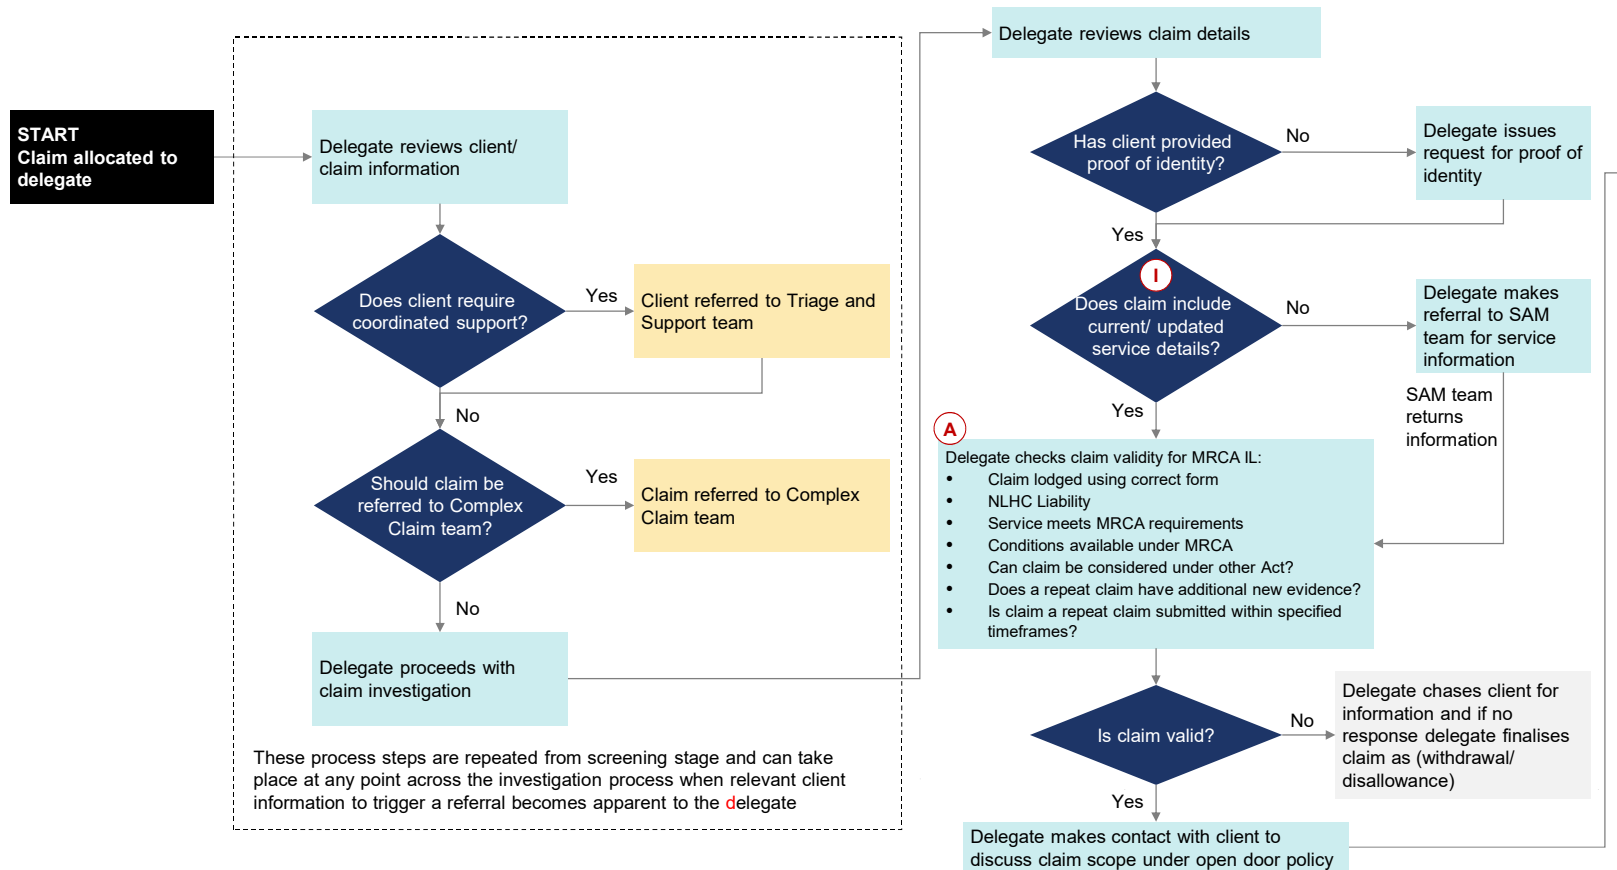 START
Claim allocated to
delegate
Delegate reviews client/
claim information
Does client require
coordinated support?
Yes
Client referred to Triage and
Support team
No
Should claim be
referred to Complex
Claim team?
Yes
Claim referred to Complex
Claim team
No
Delegate proceeds with
claim investigation
These process steps are repeated from screening stage and can take
place at any point across the investigation process when relevant client
information to trigger a referral becomes apparent to the delegate
Delegate reviews claim details
Has client provided
proof of identity?
No
Delegate issues
request for proof of
identity
Yes
I
Does claim include
current/ updated
service details?
No
Delegate makes
referral to SAM
team for service
information
SAM team
returns
information
Yes
A
Delegate checks claim validity for MRCA IL:
• Claim lodged using correct form
• NLHC Liability
• Service meets MRCA requirements
• Conditions available under MRCA
• Can claim be considered under other Act?
• Does a repeat claim have additional new evidence?
• Is claim a repeat claim submitted within specified
timeframes?
Is claim valid?
No
Delegate chases client for
information and if no
response delegate finalises
claim as (withdrawal/
disallowance)
Yes
Delegate makes contact with client to
discuss claim scope under open door policy